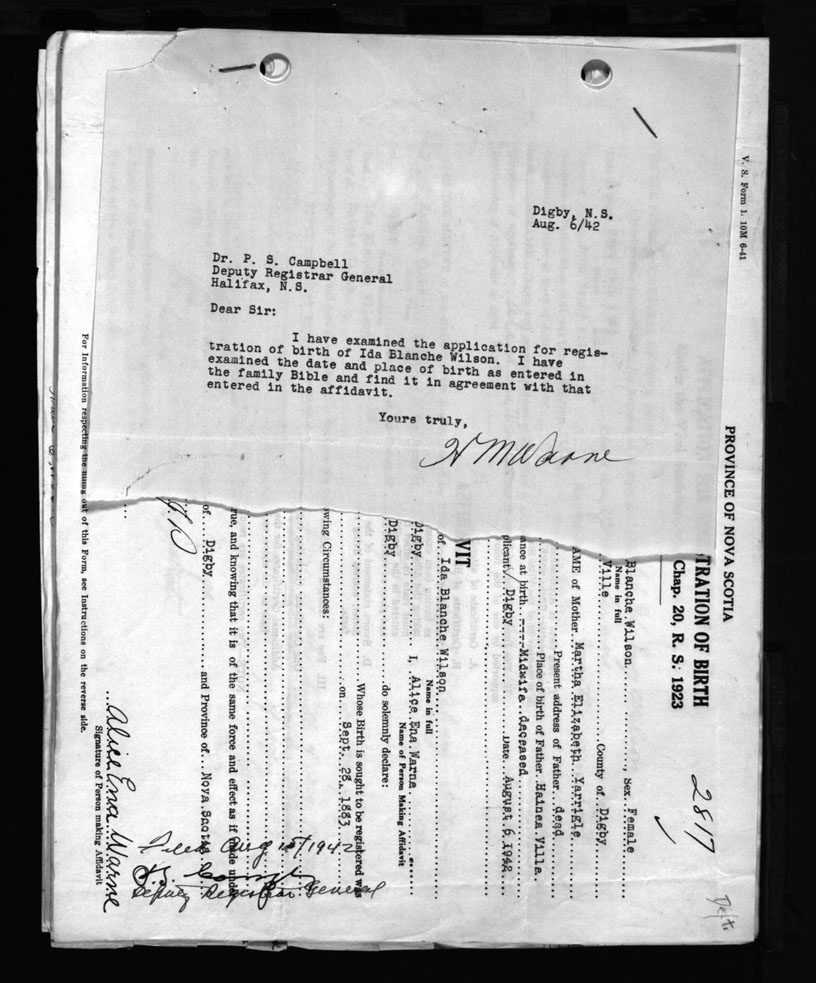 Digby, N.S.
Aug. 6/42
Dr. P. S. Campbell
Deputy Registrar General
Halifax, N.S.
Dear Sir:
I have examined the application for regis-
tration of birth of Ida Blanche Wilson. I have
examined the date and place of birth as entered in
the family Bible and find it in agreement with that
entered in the affidavit.
Yours truly,
H M Warne
V. S. Form 1. 10M 6-41
PROVINCE OF NOVA SCOTIA
TRATION OF BIRTH
Chap. 20, R. S. 1923
2817
Blanche Wilson, Sex Female
Name in full
Ville County of Digby
AME of Mother Martha Elizabeth Yarrigle
Present address of Father dead
Place of birth of Father Haines Ville
ance at birth Midwife deceased
plicant Digby Date August 6, 1942
VIT
of Ida Blanche Wilson
Name in full
Digby I, Alice Ena Warne
Name of Person Making Affidavit
Digby do solemnly declare:
Whose Birth is sought to be registered was
on Sept. 28, 1883
wing Circumstances:
rue, and knowing that it is of the same force and effect as if made under
of Digby and Province of Nova Scotia
Filed Aug 1942
Deputy Registrar General
Alice Ena Warne
Signature of Person making Affidavit
For Information respecting the out of this Form, see Instructions on the reverse side.